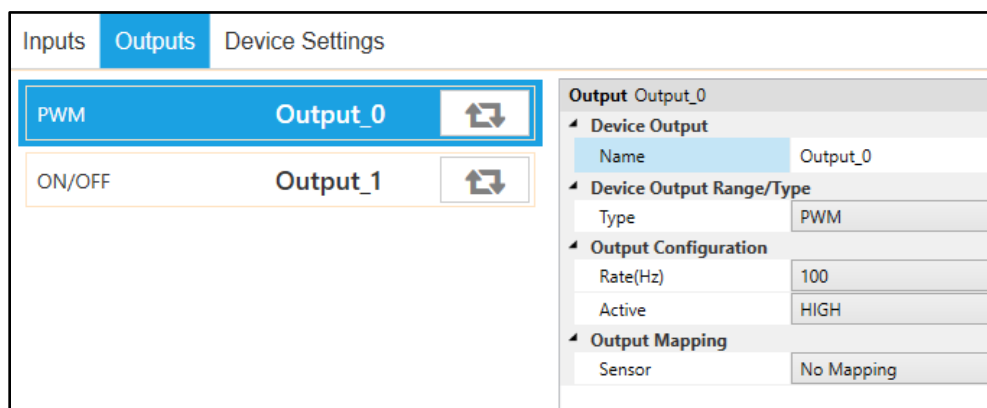 Inputs Outputs Device Settings
PWM Output_0
ON/OFF Output_1
Output Output_0
Device Output
Name Output_0
Device Output Range/Type
Type PWM
Output Configuration
Rate(Hz) 100
Active HIGH
Output Mapping
Sensor No Mapping